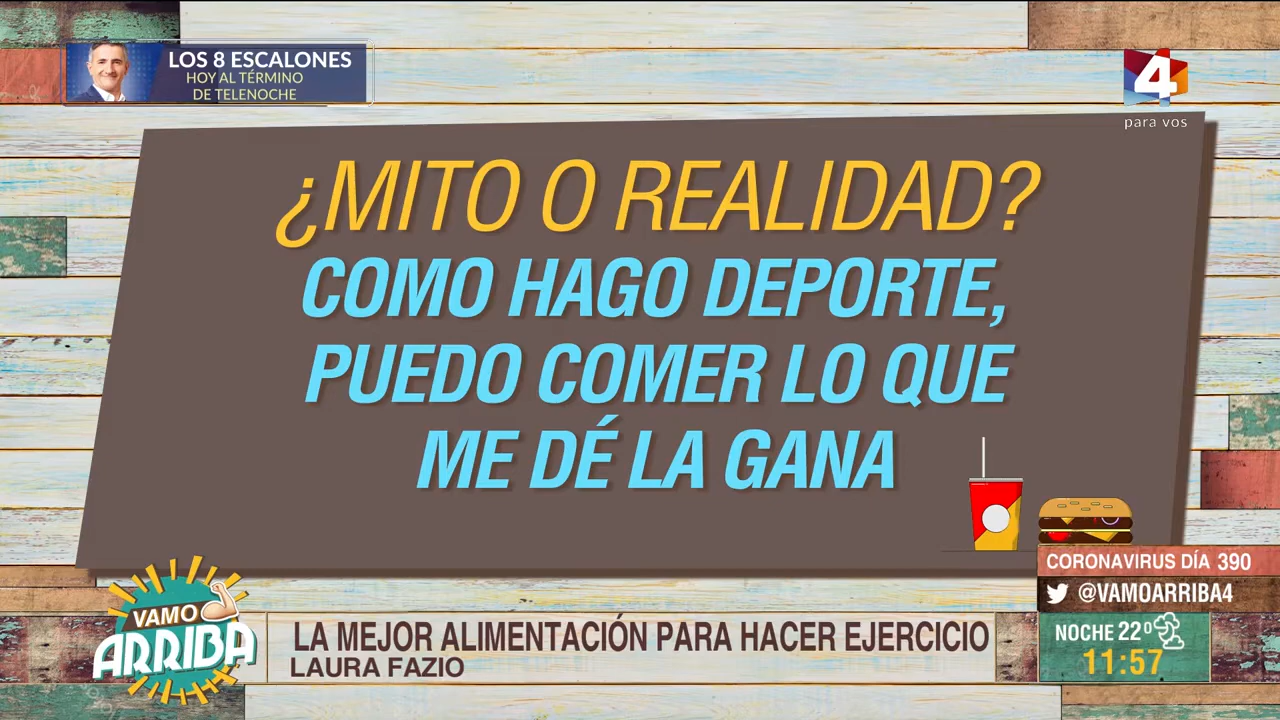 LOS 8 ESCALONES
HOY AL TÉRMINO
DE TELENOCHE
4
para vos
¿MITO O REALIDAD?
COMO HAGO DEPORTE,
PUEDO COMER LO QUE
ME DÉ LA GANA
CORONAVIRUS DÍA 390
@VAMOARRIBA4
VAMO
ARRIBA
LA MEJOR ALIMENTACIÓN PARA HACER EJERCICIO
LAURA FAZIO
NOCHE 22º
11:57